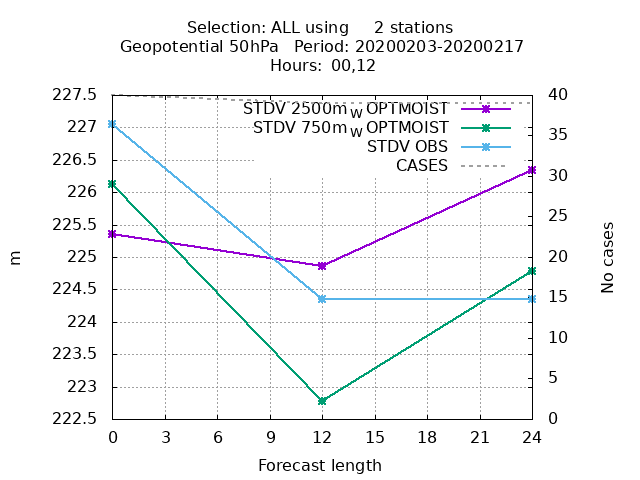 Selection: ALL using 2 stations
Geopotential 50hPa Period: 20200203-20200217
Hours: 00,12
227.5 40
STDV 2500m W OPTMOIST
227 STDV 750m W OPTMOIST 35
STDV OBS
226.5 CASES
226 30
225.5 25
225 20
224.5 15
224 10
223.5 5
223
222.5 0
m
No cases
0 3 6 9 12 15 18 21 24
Forecast length